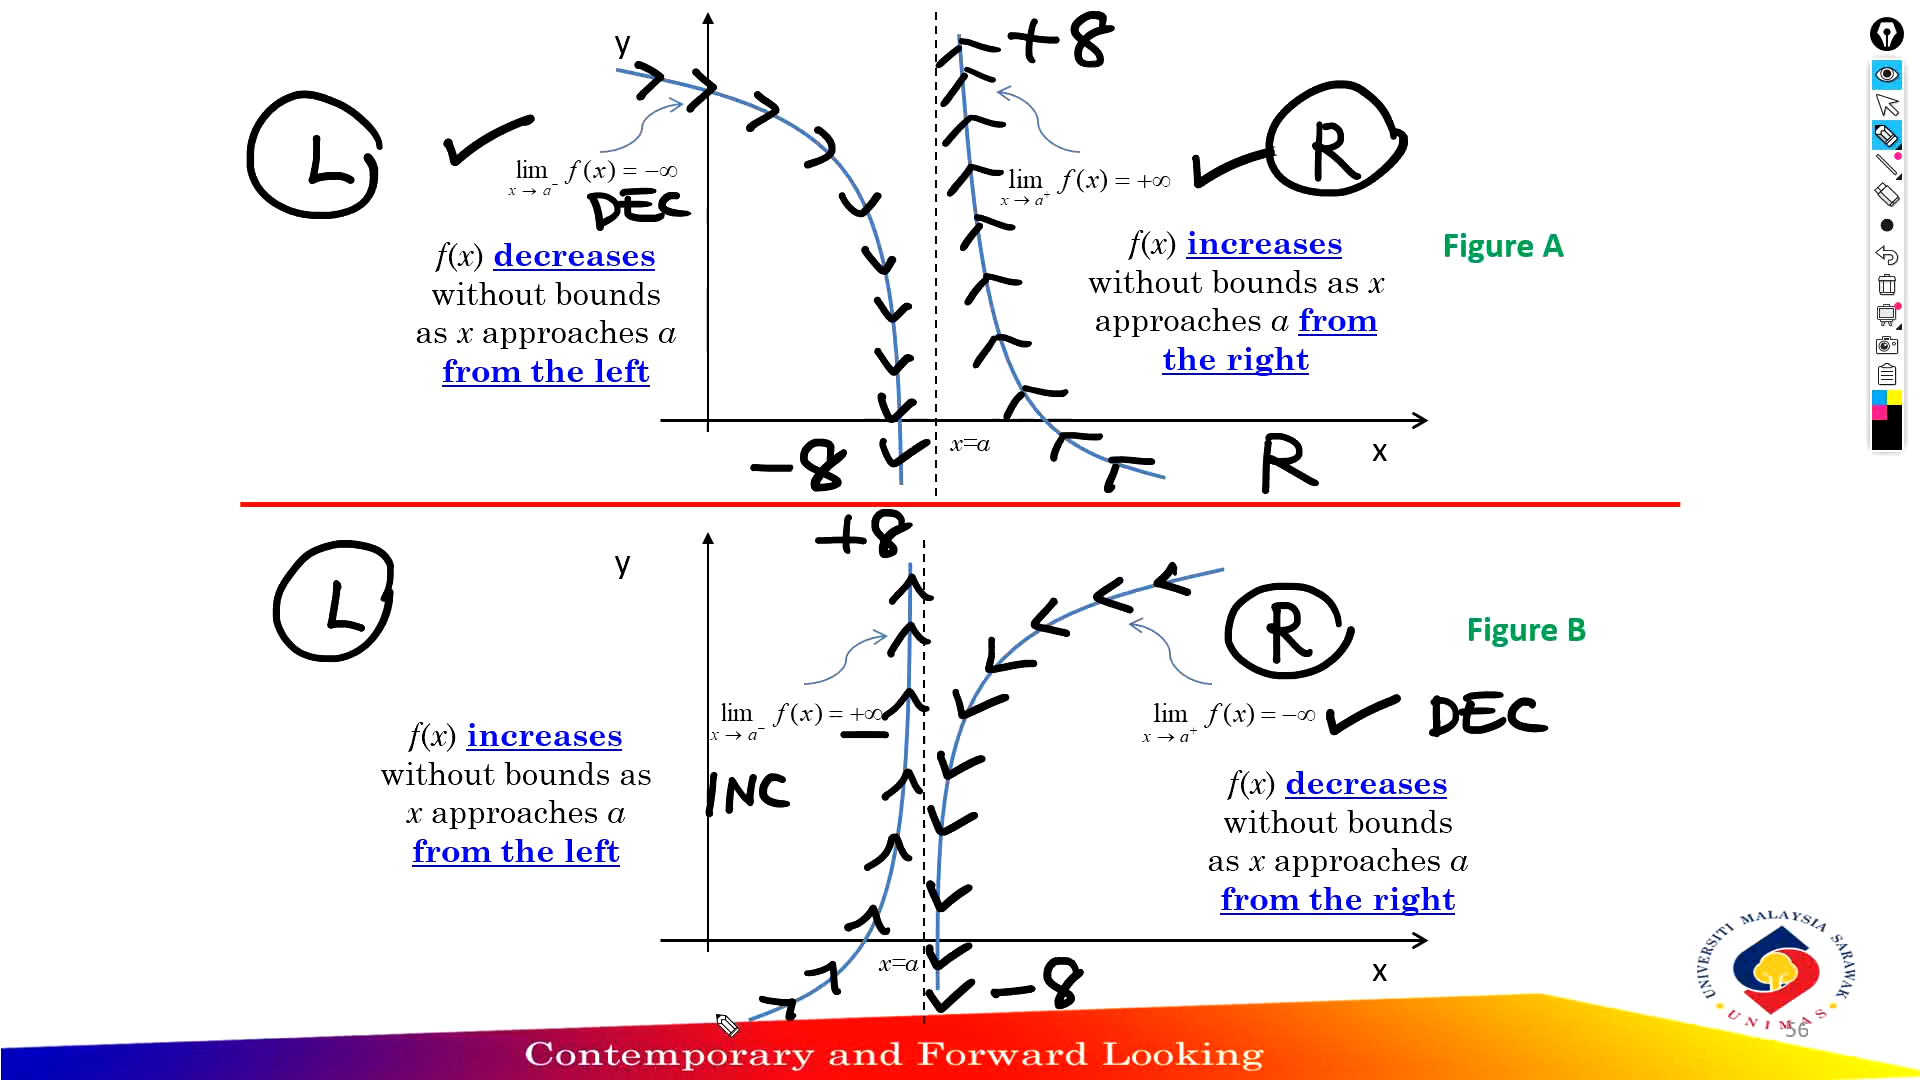 y
+8
L
R
lim f(x) = −∞
x → a⁻
DEC
lim f(x) = +∞
x → a⁺
f(x) decreases
without bounds
as x approaches a
from the left
f(x) increases
without bounds as x
approaches a from
the right
Figure A
-8
x=a
R
x
+8
y
L
R
Figure B
lim f(x) = +∞
x → a⁻
INC
lim f(x) = −∞
x → a⁺
DEC
f(x) increases
without bounds as
x approaches a
from the left
f(x) decreases
without bounds
as x approaches a
from the right
x=a
-8
x
UNIVERSITI MALAYSIA SARAWAK
UNIMAS
56
Contemporary and Forward Looking